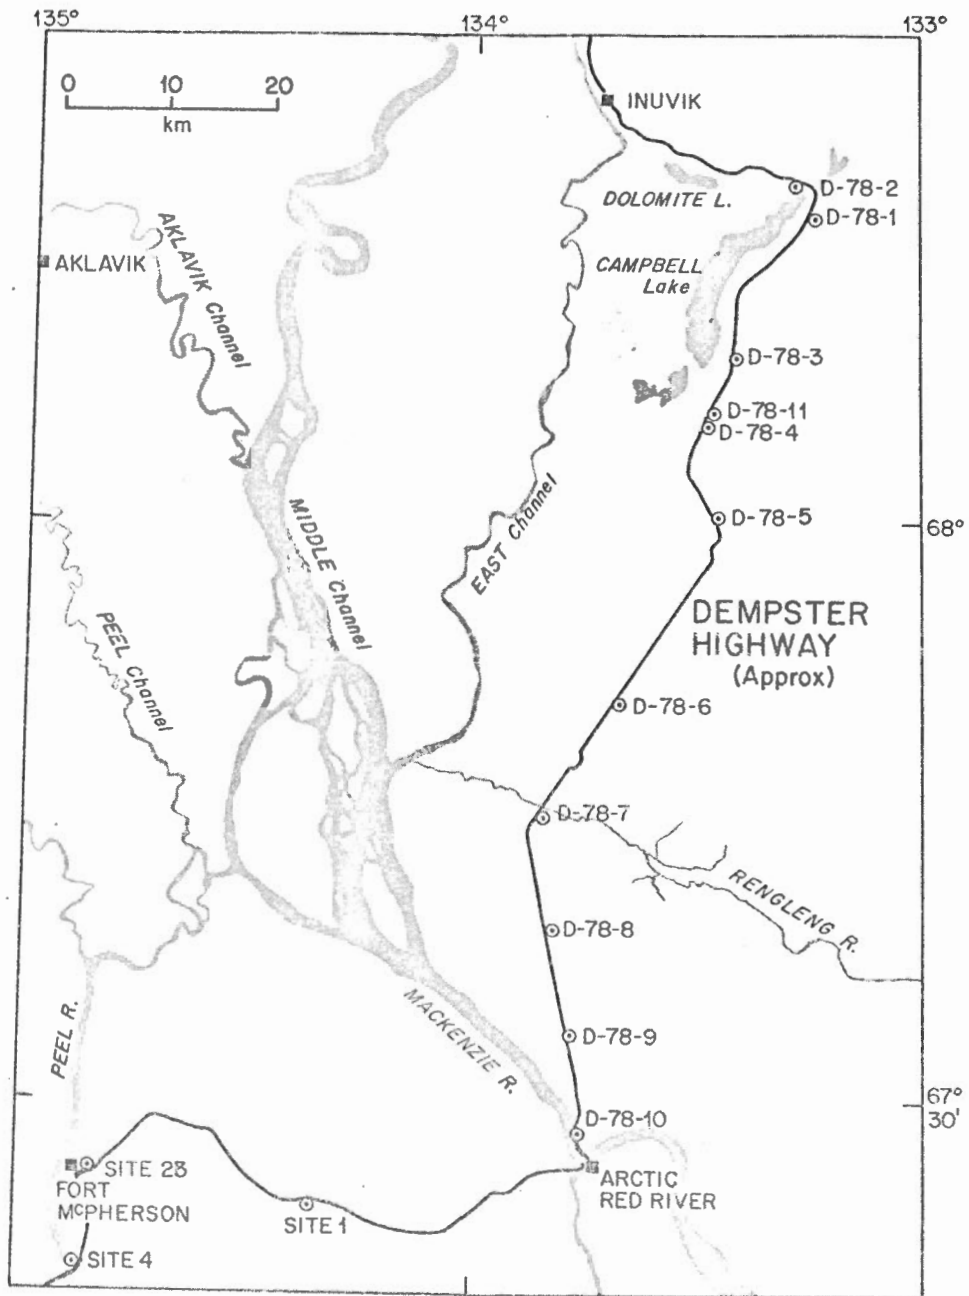 135°
134°
133°
0 10 20
km
INUVIK
D-78-2
DOLOMITE L.
D-78-1
AKLAVIK
AKLAVIK Channel
CAMPBELL
Lake
D-78-3
D-78-11
D-78-4
MIDDLE Channel
EAST Channel
D-78-5
68°
PEEL Channel
DEMPSTER
HIGHWAY
(Approx)
D-78-6
D-78-7
RENGLENG R.
D-78-8
MACKENZIE R.
PEEL R.
D-78-9
67°
30'
D-78-10
SITE 23
FORT
McPHERSON
SITE 1
ARCTIC
RED RIVER
SITE 4